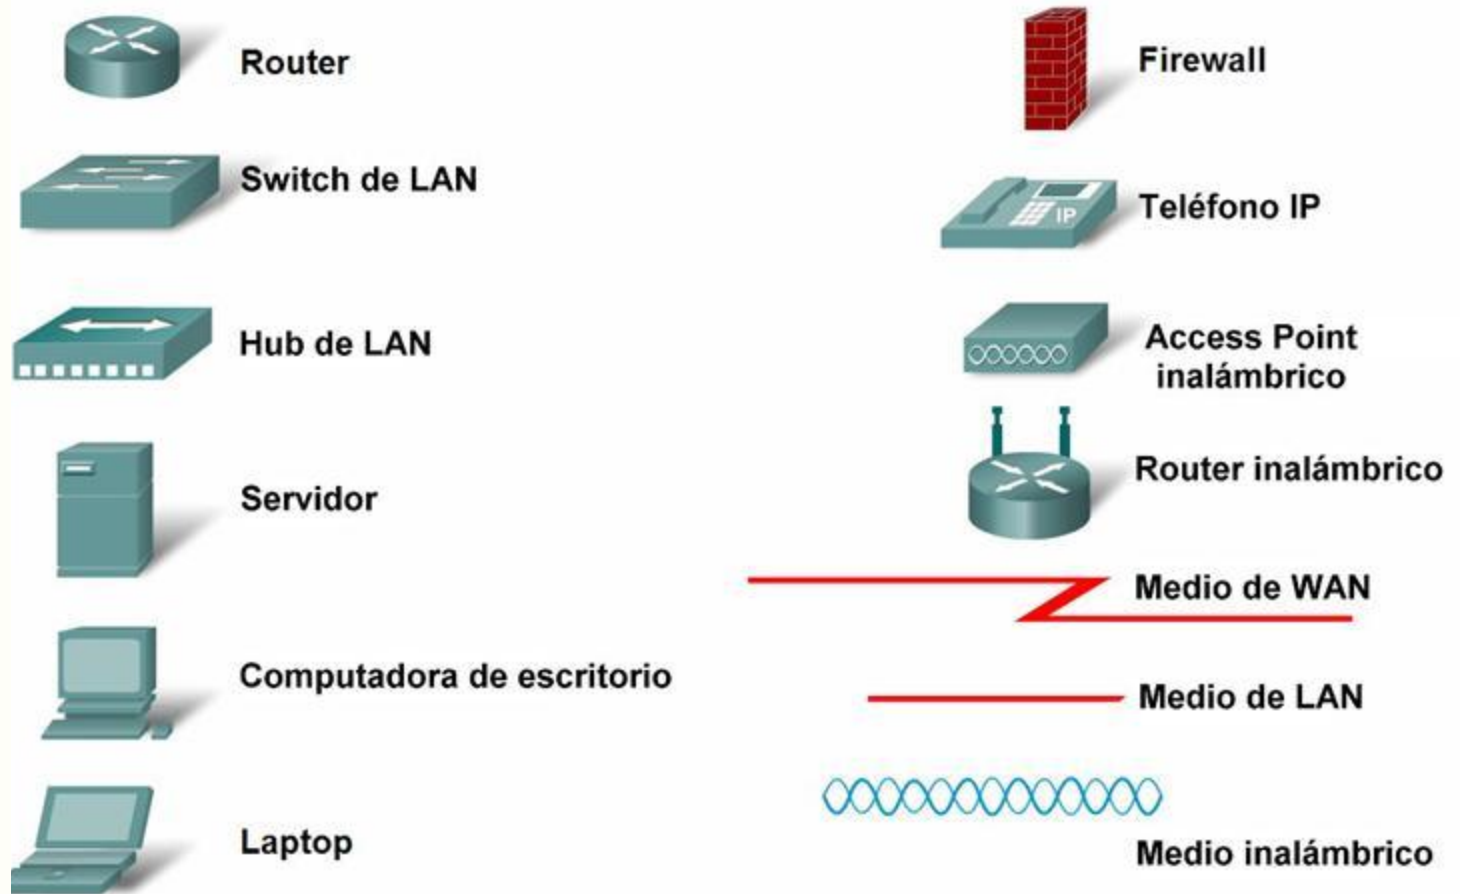 Router
Switch de LAN
Hub de LAN
Servidor
Computadora de escritorio
Laptop
Firewall
IP
Teléfono IP
Access Point
inalámbrico
Router inalámbrico
Medio de WAN
Medio de LAN
Medio inalámbrico